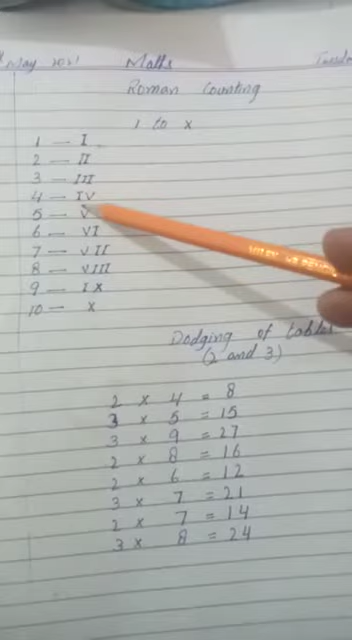 May 2021 Maths
Roman Counting
1 to x
1 — I
2 — II
3 — III
4 — IV
5 — V
6 — VI
7 — VII
8 — VIII
9 — IX
10 — X
Dodging of tables
(2 and 3)
2 x 4 = 8
3 x 5 = 15
3 x 9 = 27
2 x 8 = 16
2 x 6 = 12
3 x 7 = 21
2 x 7 = 14
3 x 8 = 24